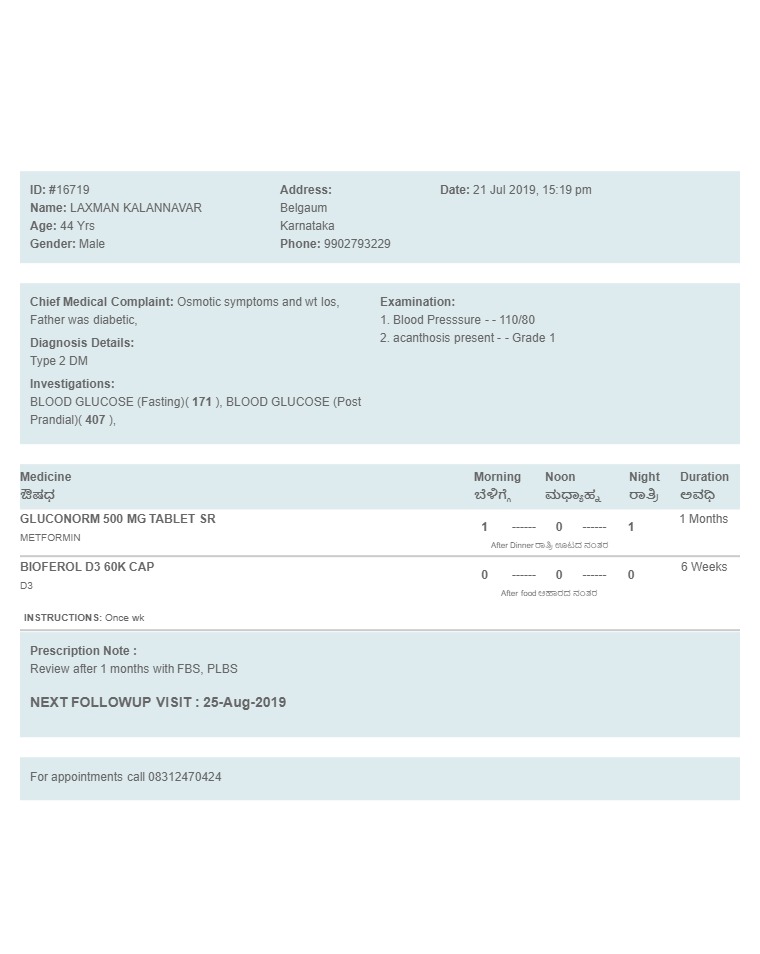 ID: #16719
Name: LAXMAN KALANNAVAR
Age: 44 Yrs
Gender: Male
Address:
Belgaum
Karnataka
Phone: 9902793229
Date: 21 Jul 2019, 15:19 pm
Chief Medical Complaint: Osmotic symptoms and wt los,
Father was diabetic,
Diagnosis Details:
Type 2 DM
Investigations:
BLOOD GLUCOSE (Fasting)( 171 ), BLOOD GLUCOSE (Post
Prandial)( 407 ),
Examination:
1. Blood Presssure - - 110/80
2. acanthosis present - - Grade 1
Medicine Morning Noon Night Duration
ಔಷಧ ಬೆಳಿಗ್ಗೆ ಮಧ್ಯಾಹ್ನ ರಾತ್ರಿ ಅವಧಿ
GLUCONORM 500 MG TABLET SR 1 ------ 0 ------ 1 1 Months
METFORMIN After Dinner ರಾತ್ರಿ ಊಟದ ನಂತರ
BIOFEROL D3 60K CAP 0 ------ 0 ------ 0 6 Weeks
D3 After food ಆಹಾರದ ನಂತರ
INSTRUCTIONS: Once wk
Prescription Note :
Review after 1 months with FBS, PLBS
NEXT FOLLOWUP VISIT : 25-Aug-2019
For appointments call 08312470424